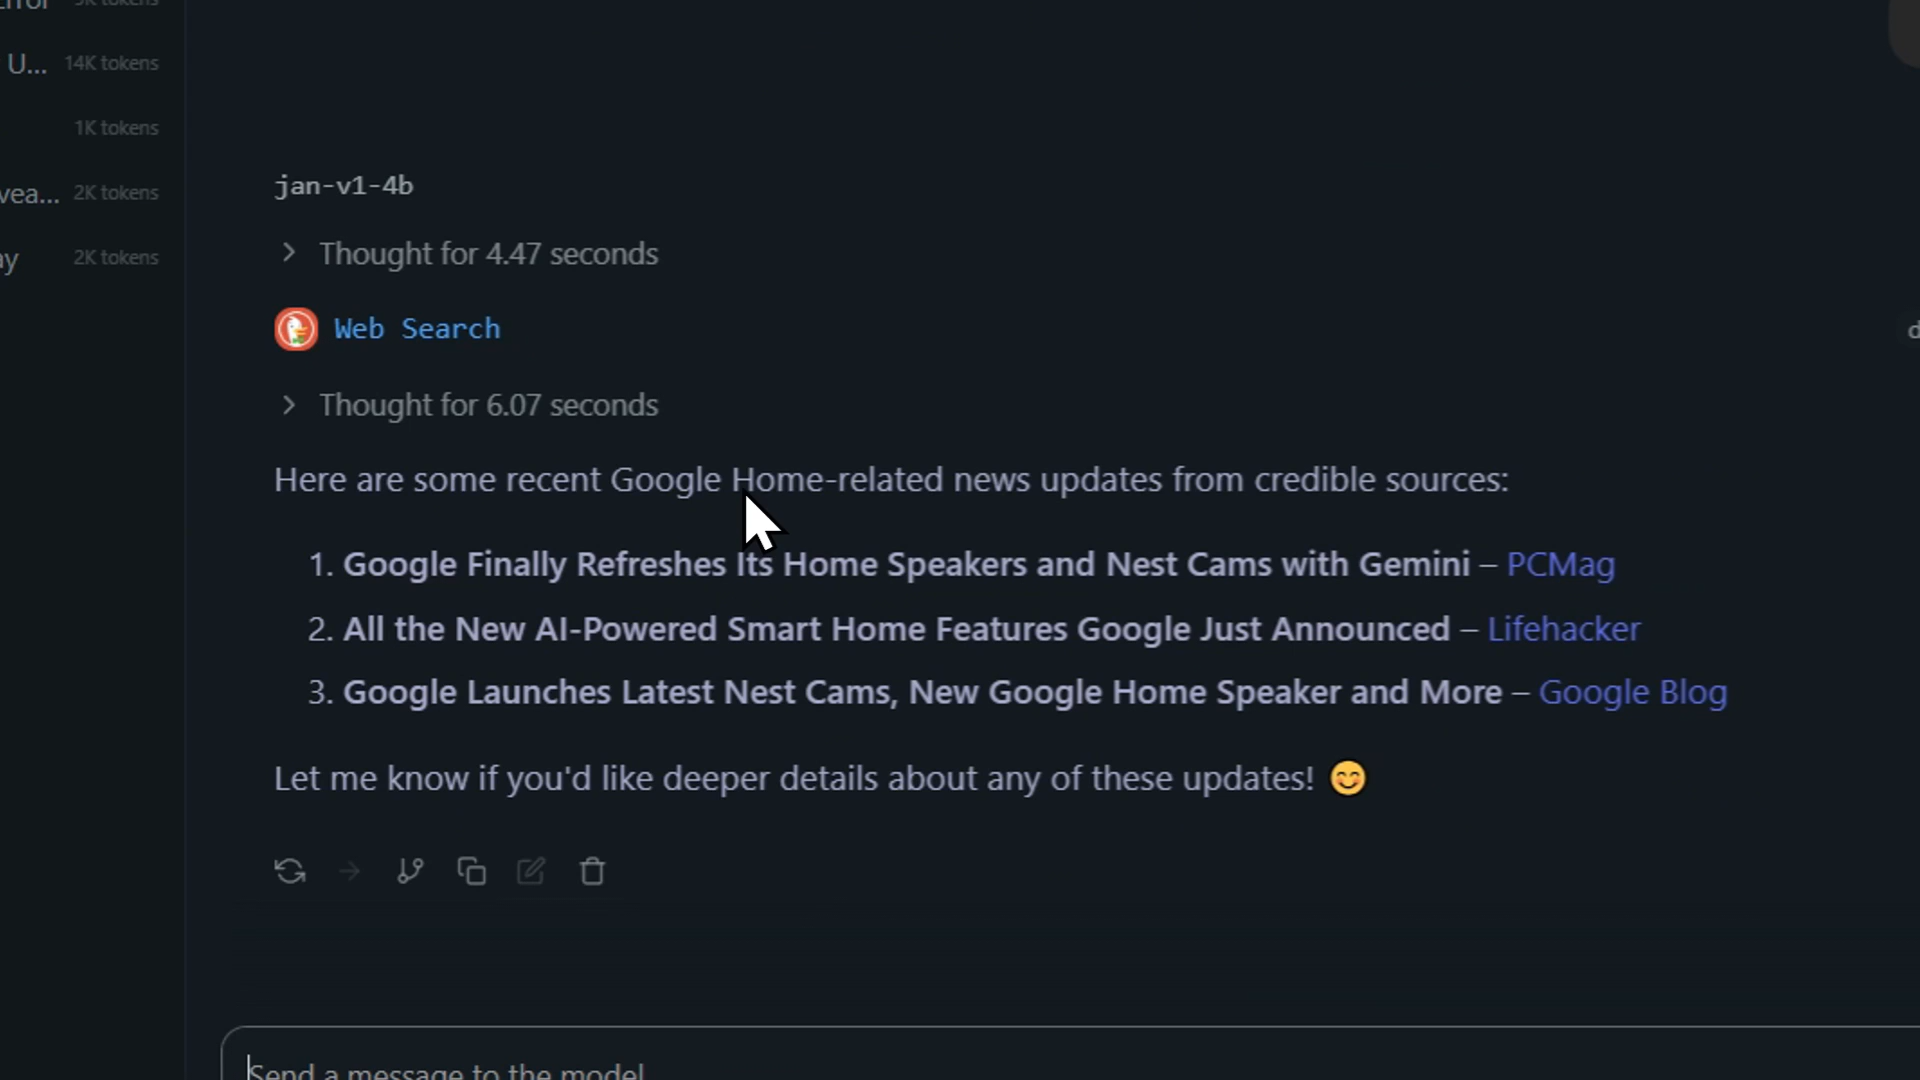 U... 14K tokens
1K tokens
vea... 2K tokens
ay 2K tokens
jan-v1-4b
Thought for 4.47 seconds
Web Search
Thought for 6.07 seconds
Here are some recent Google Home-related news updates from credible sources:
1. Google Finally Refreshes Its Home Speakers and Nest Cams with Gemini – PCMag
2. All the New AI-Powered Smart Home Features Google Just Announced – Lifehacker
3. Google Launches Latest Nest Cams, New Google Home Speaker and More – Google Blog
Let me know if you'd like deeper details about any of these updates! 😊
Send a message to the model